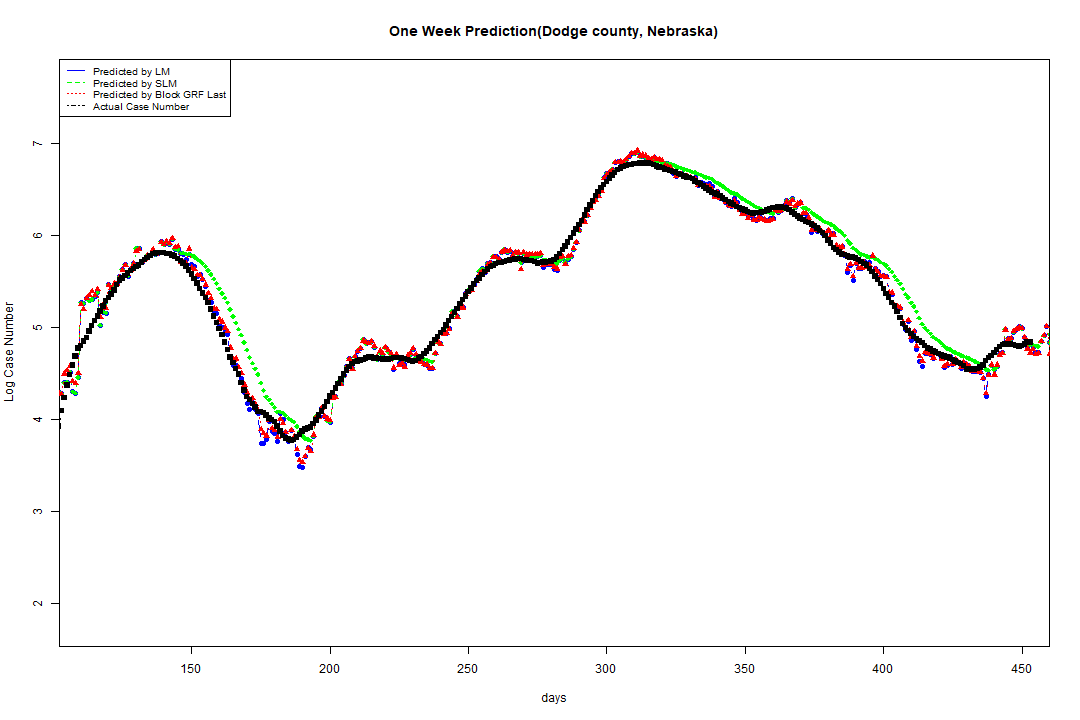 One Week Prediction(Dodge county, Nebraska)
Predicted by LM
Predicted by SLM
Predicted by Block GRF Last
Actual Case Number
7
6
5
4
3
2
Log Case Number
150 200 250 300 350 400 450
days